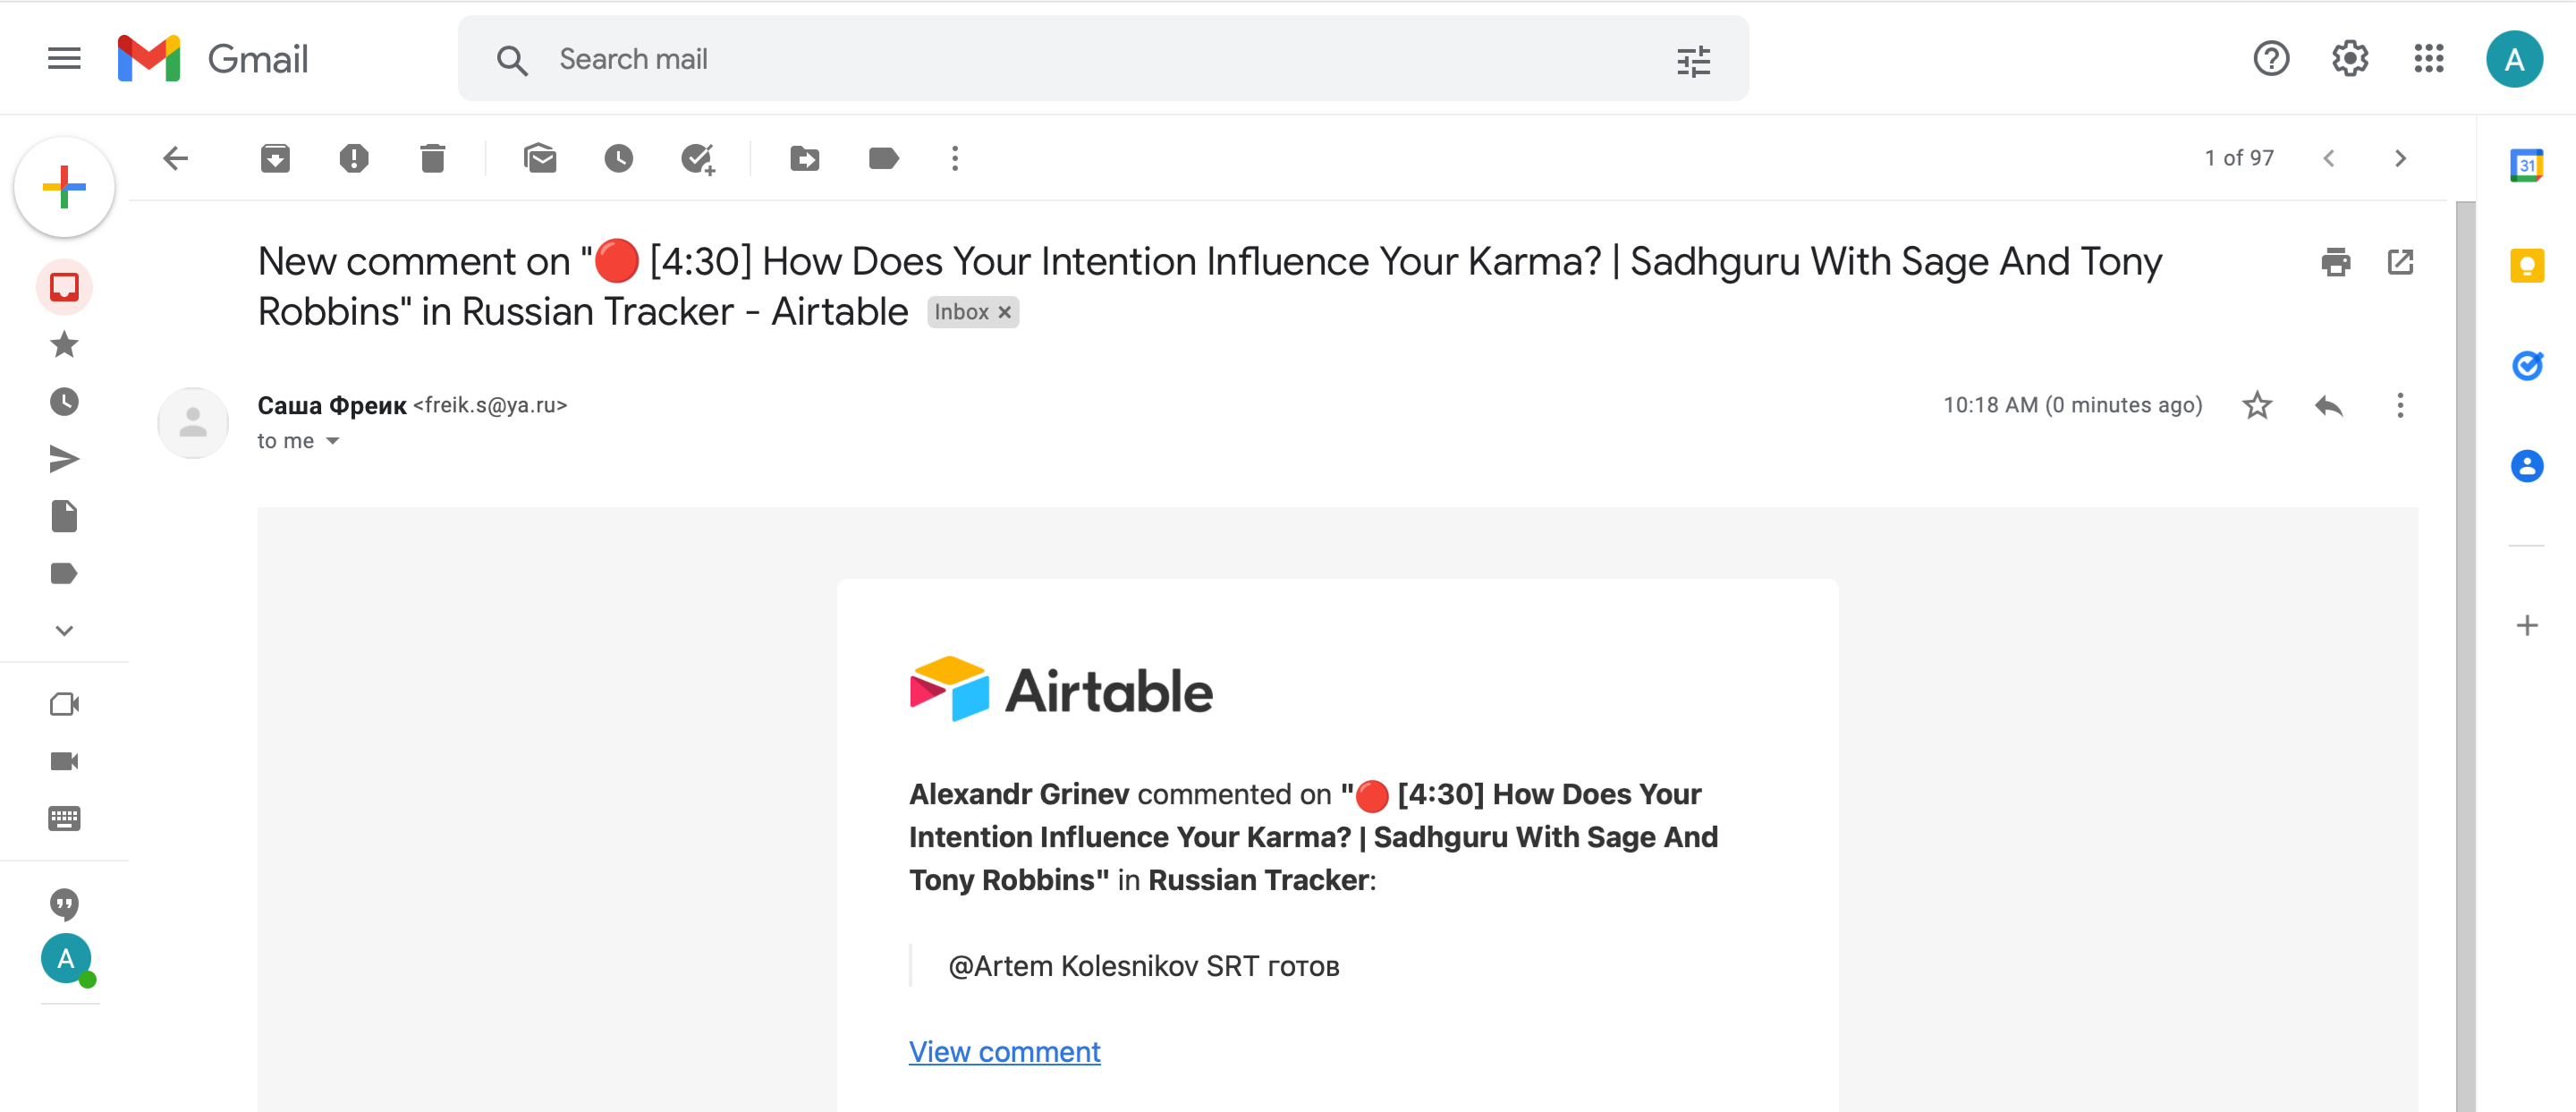 Gmail
Search mail
A
1 of 97
31
New comment on "🔴 [4:30] How Does Your Intention Influence Your Karma? | Sadhguru With Sage And Tony
Robbins" in Russian Tracker - Airtable Inbox ×
Саша Фреик <freik.s@ya.ru>
10:18 AM (0 minutes ago)
to me
Airtable
Alexandr Grinev commented on "🔴 [4:30] How Does Your
Intention Influence Your Karma? | Sadhguru With Sage And
Tony Robbins" in Russian Tracker:
@Artem Kolesnikov SRT готов
A
View comment